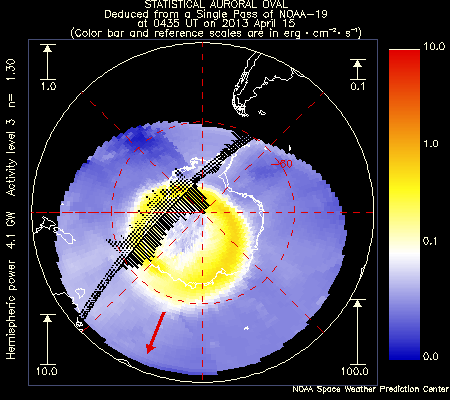 STATISTICAL AURORAL OVAL
Deduced from a Single Pass of NOAA-19
at 0435 UT on 2013 April 15
(Color bar and reference scales are in erg · cm⁻² · s⁻¹)
1.0
0.1
10.0
100.0
Hemispheric power 4.1 GW Activity level 3 n= 1.30
10.0
1.0
0.1
0.0
NOAA Space Weather Prediction Center